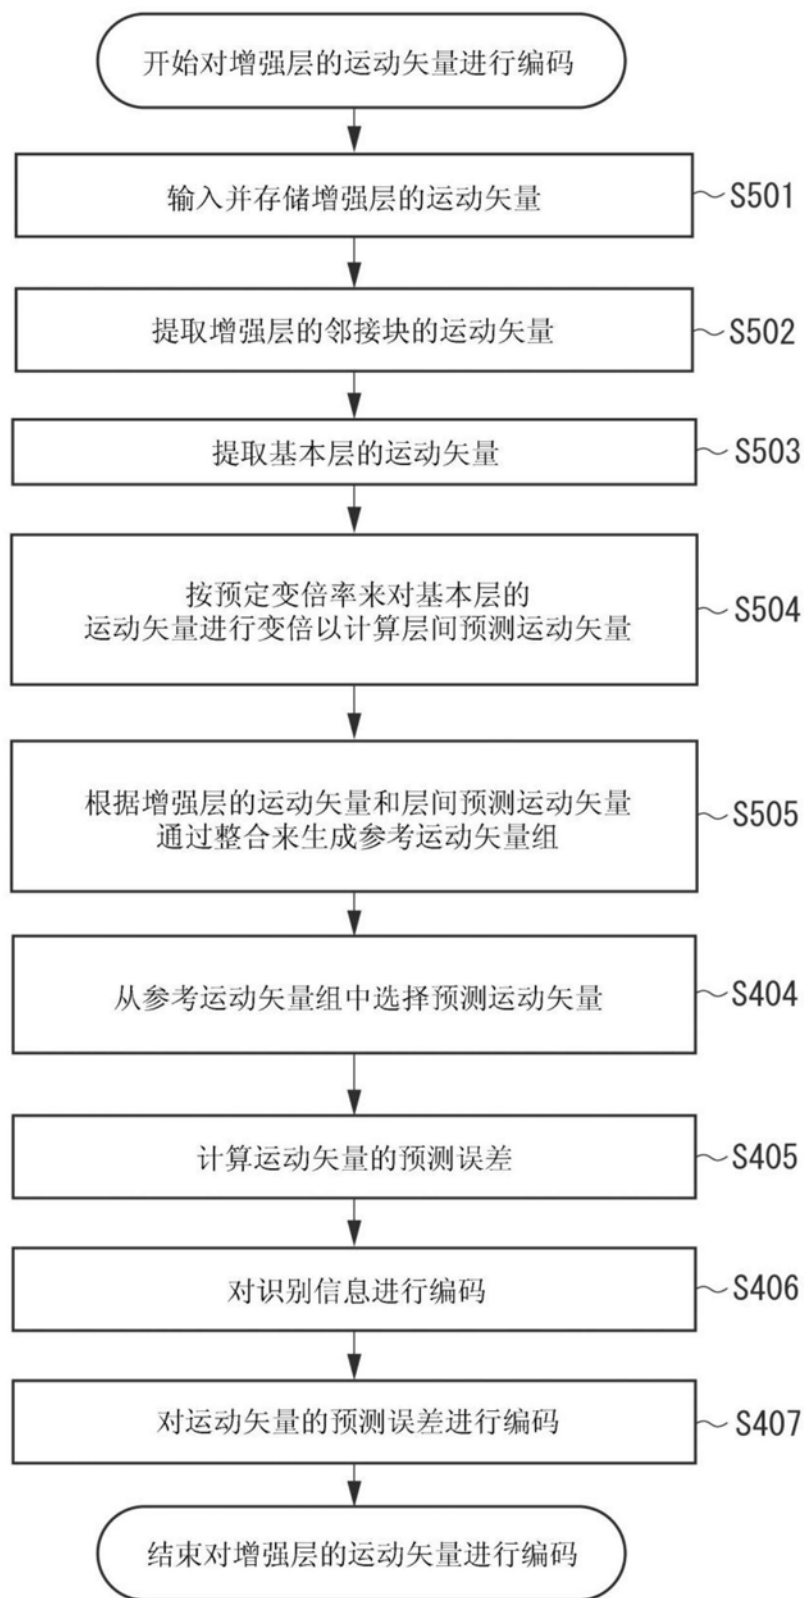 开始对增强层的运动矢量进行编码
输入并存储增强层的运动矢量
S501
提取增强层的邻接块的运动矢量
S502
提取基本层的运动矢量
S503
按预定变倍率来对基本层的
运动矢量进行变倍以计算层间预测运动矢量
S504
根据增强层的运动矢量和层间预测运动矢量
通过整合来生成参考运动矢量组
S505
从参考运动矢量组中选择预测运动矢量
S404
计算运动矢量的预测误差
S405
对识别信息进行编码
S406
对运动矢量的预测误差进行编码
S407
结束对增强层的运动矢量进行编码